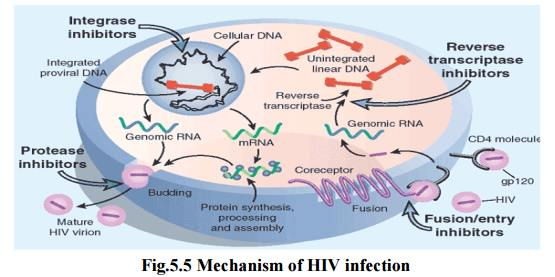 Integrase
inhibitors
Cellular DNA
Integrated
proviral DNA
Unintegrated
linear DNA
Reverse
transcriptase
inhibitors
Reverse
transcriptase
Genomic RNA
mRNA
Genomic RNA
CD4 molecule
Protease
inhibitors
Coreceptor
gp120
Budding
HIV
Mature
HIV virion
Protein synthesis,
processing
and assembly
Fusion
Fusion/entry
inhibitors
Fig.5.5 Mechanism of HIV infection